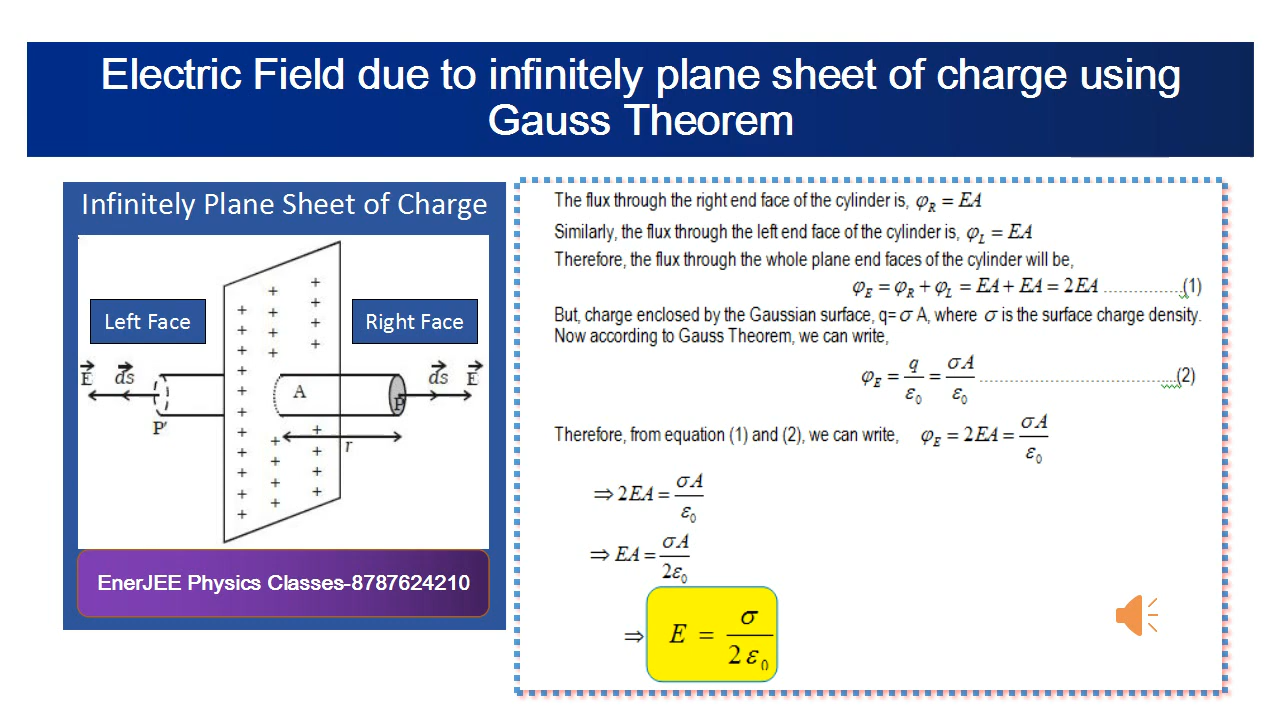 Electric Field due to infinitely plane sheet of charge using
Gauss Theorem
Infinitely Plane Sheet of Charge
Left Face
Right Face
E ds
ds E
A
P
P'
r
EnerJEE Physics Classes-8787624210
The flux through the right end face of the cylinder is, φ_R = EA
Similarly, the flux through the left end face of the cylinder is, φ_L = EA
Therefore, the flux through the whole plane end faces of the cylinder will be,
φ_E = φ_R + φ_L = EA + EA = 2EA ................(1)
But, charge enclosed by the Gaussian surface, q= σ A, where σ is the surface charge density.
Now according to Gauss Theorem, we can write,
φ_E = q/ε₀ = σA/ε₀ ........................................(2)
Therefore, from equation (1) and (2), we can write, φ_E = 2EA = σA/ε₀
⇒ 2EA = σA/ε₀
⇒ EA = σA/2ε₀
⇒ E = σ/2ε₀